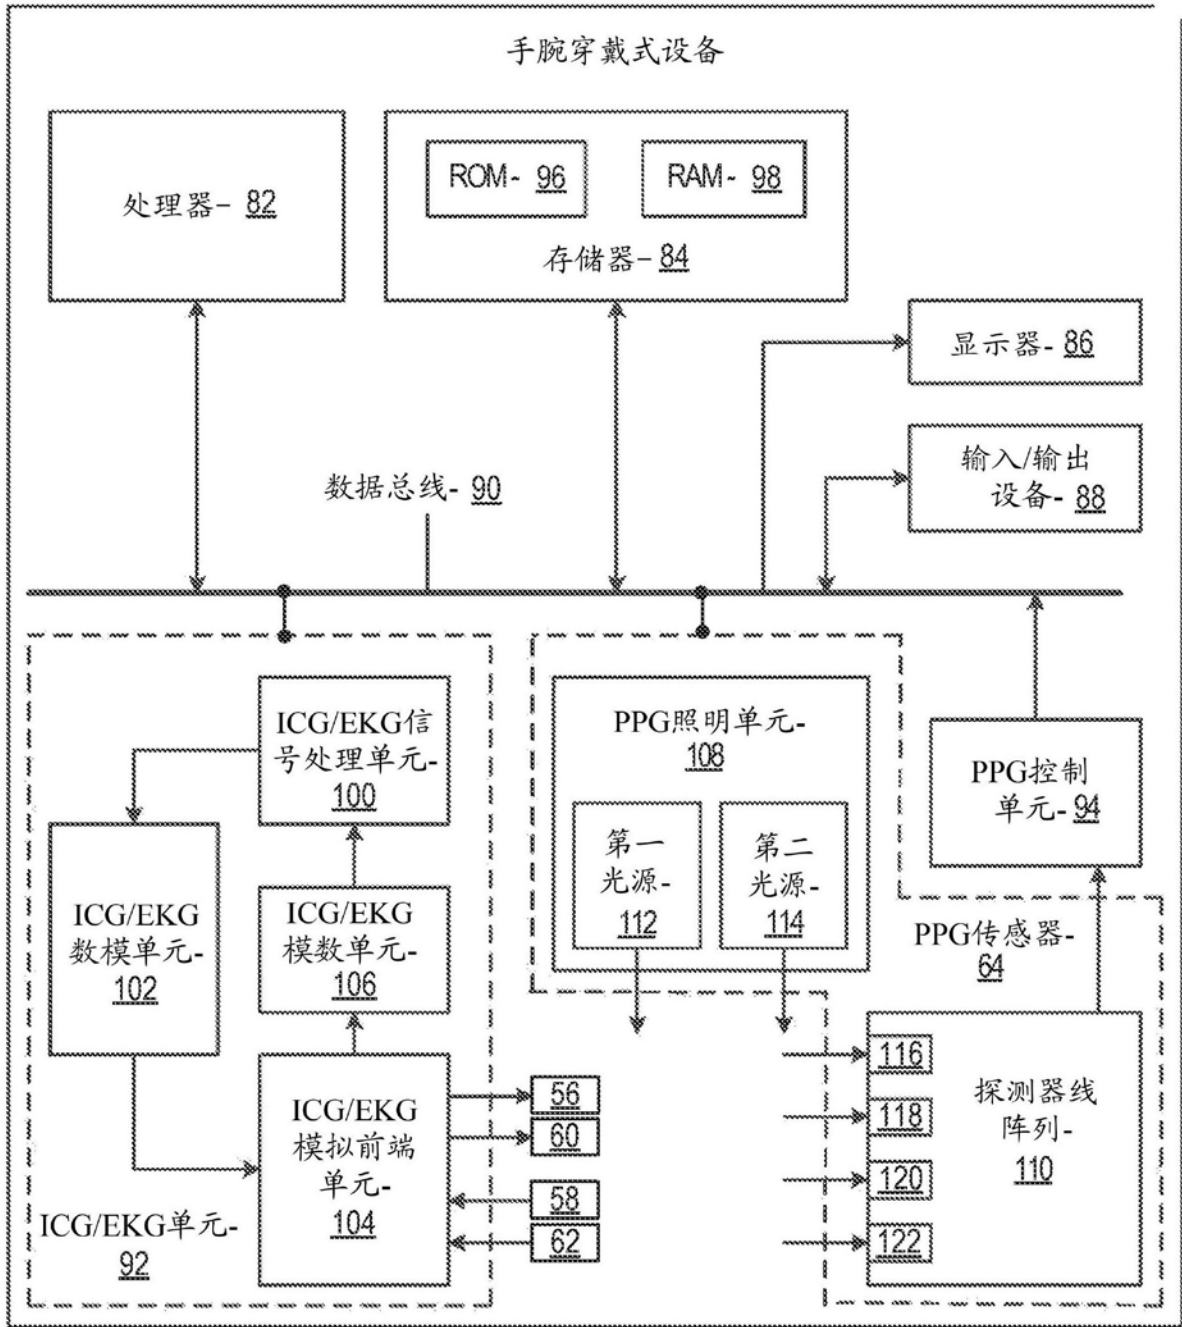 手腕穿戴式设备
ROM- 96
RAM- 98
处理器- 82
存储器- 84
显示器- 86
输入/输出
设备- 88
数据总线- 90
ICG/EKG信
号处理单元-
100
PPG照明单元-
108
PPG控制
单元- 94
第一
光源-
112
第二
光源-
114
ICG/EKG
数模单元-
102
ICG/EKG
模数单元-
106
PPG传感器-
64
ICG/EKG
模拟前端
单元-
104
56
60
58
62
116
118
120
122
探测器线
阵列-
110
ICG/EKG单元-
92